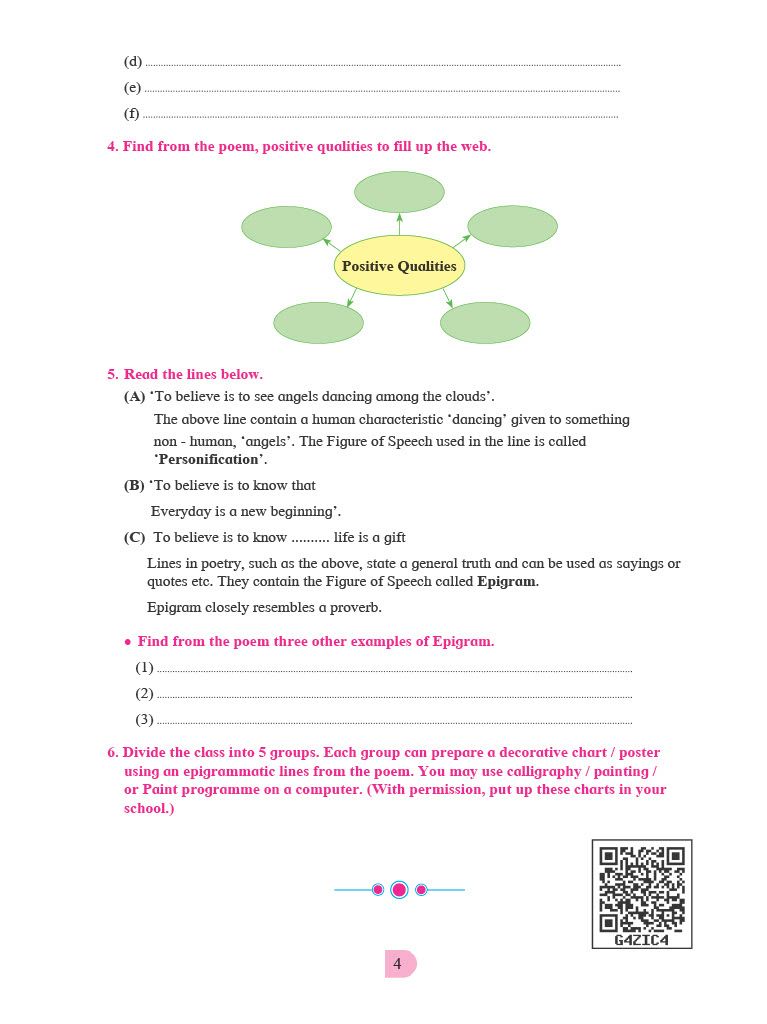 (d) ........................................................................
(e) ........................................................................
(f) ........................................................................
4. Find from the poem, positive qualities to fill up the web.
Positive Qualities
5. Read the lines below.
(A) ‘To believe is to see angels dancing among the clouds’.
The above line contain a human characteristic ‘dancing’ given to something
non - human, ‘angels’. The Figure of Speech used in the line is called
‘Personification’.
(B) ‘To believe is to know that
Everyday is a new beginning’.
(C) To believe is to know .......... life is a gift
Lines in poetry, such as the above, state a general truth and can be used as sayings or
quotes etc. They contain the Figure of Speech called Epigram.
Epigram closely resembles a proverb.
• Find from the poem three other examples of Epigram.
(1) ........................................................................
(2) ........................................................................
(3) ........................................................................
6. Divide the class into 5 groups. Each group can prepare a decorative chart / poster
using an epigrammatic lines from the poem. You may use calligraphy / painting /
or Paint programme on a computer. (With permission, put up these charts in your
school.)
G4ZIC4
4